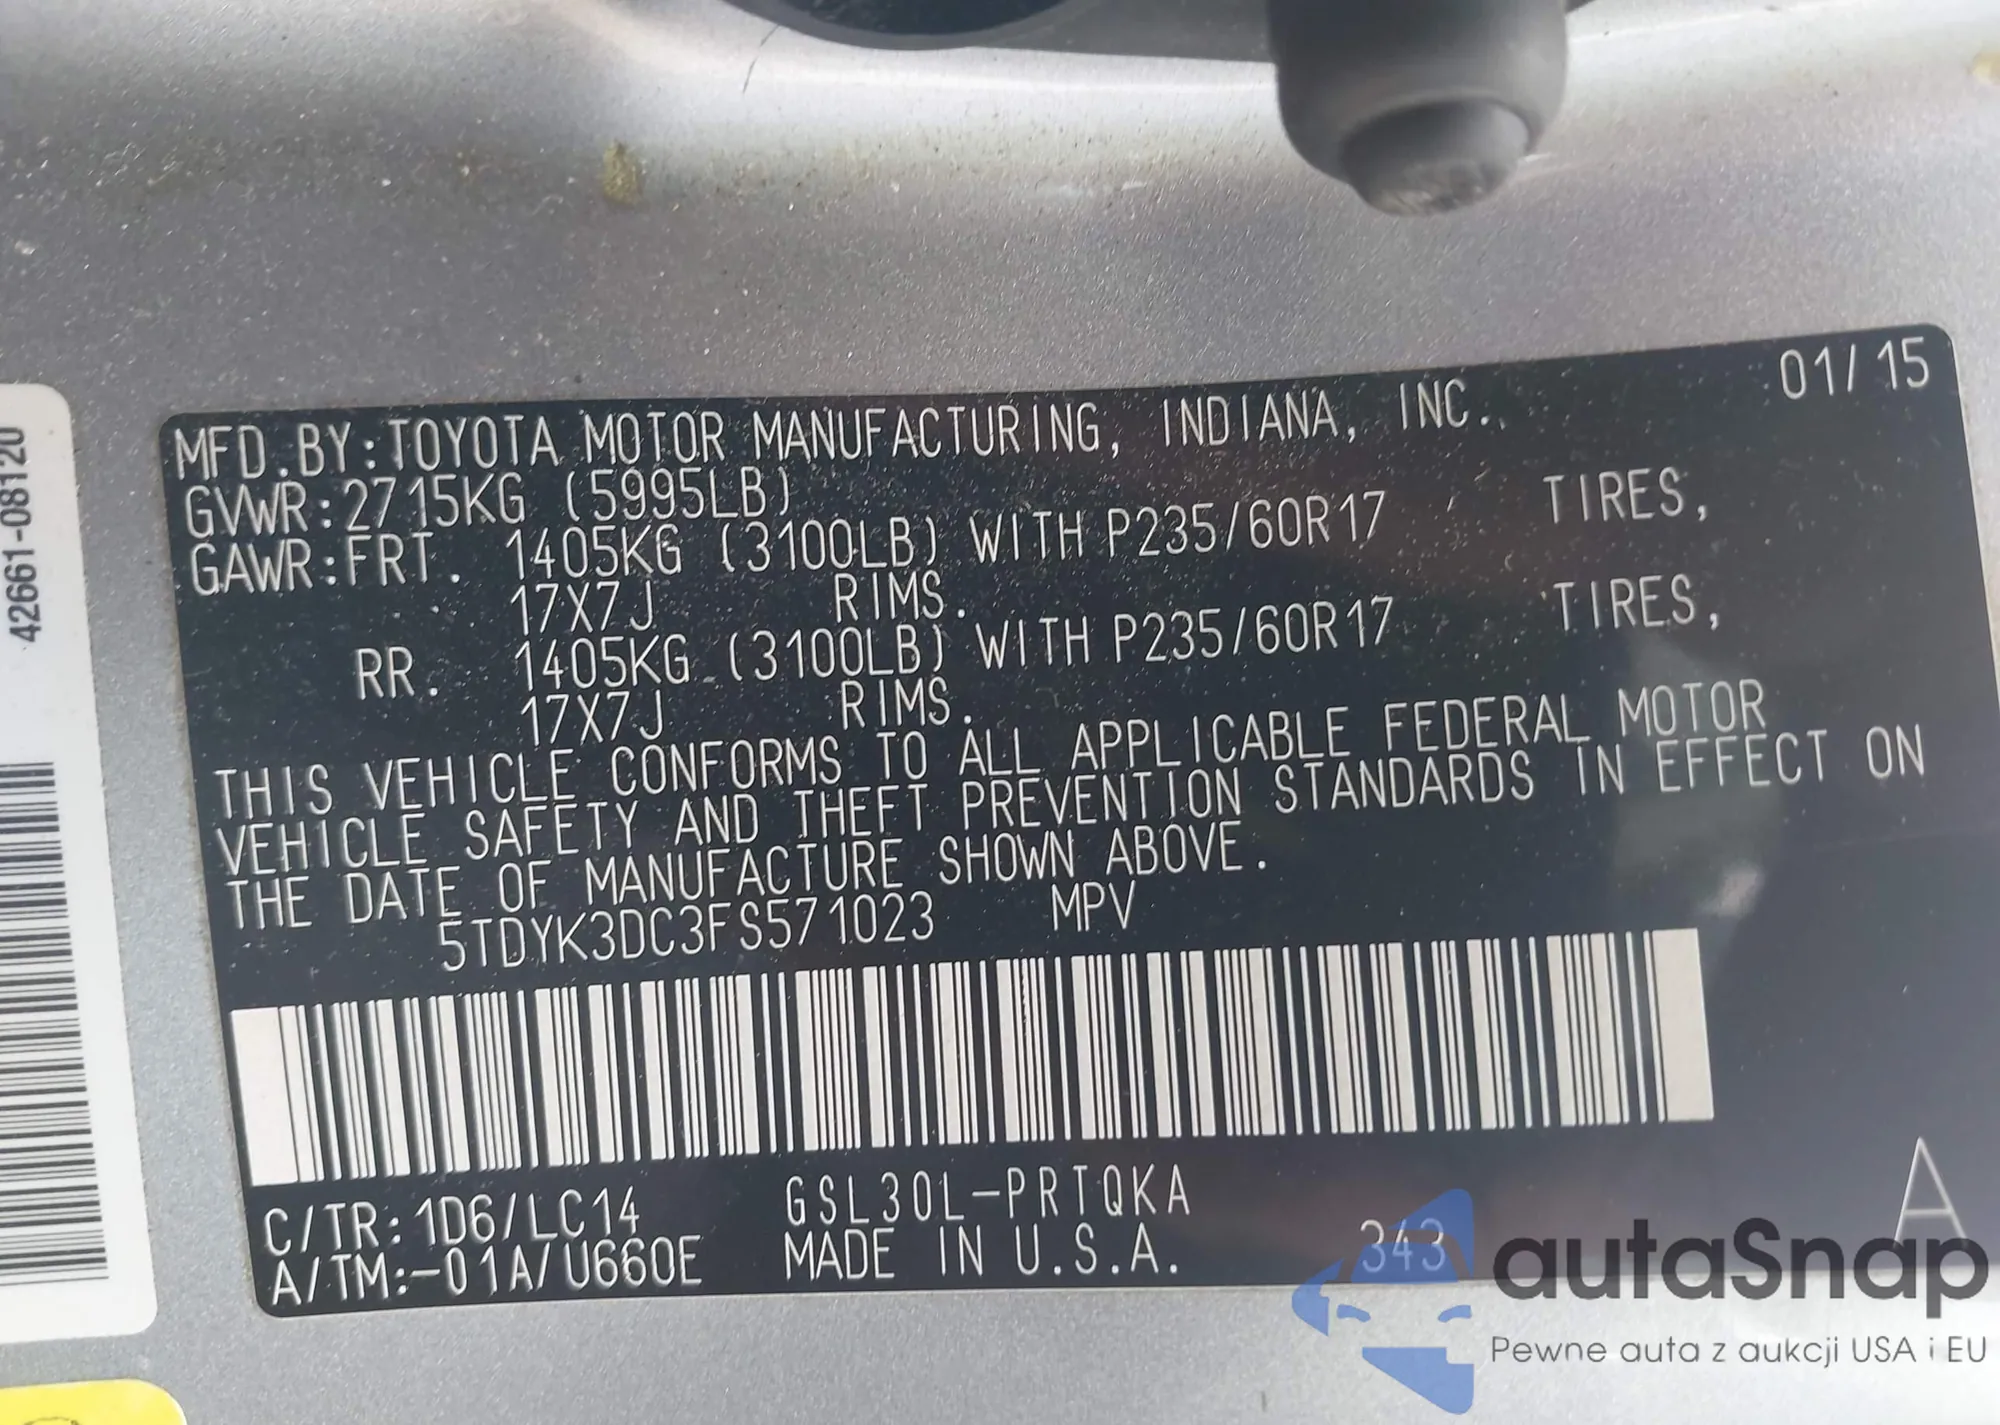 MFD.BY:TOYOTA MOTOR MANUFACTURING, INDIANA, INC. 01/15
GVWR:2715KG (5995LB)
GAWR:FRT. 1405KG (3100LB) WITH P235/60R17 TIRES,
17X7J RIMS.
RR. 1405KG (3100LB) WITH P235/60R17 TIRES,
17X7J RIMS.
THIS VEHICLE CONFORMS TO ALL APPLICABLE FEDERAL MOTOR
VEHICLE SAFETY AND THEFT PREVENTION STANDARDS IN EFFECT ON
THE DATE OF MANUFACTURE SHOWN ABOVE.
5TDYK3DC3FS571023 MPV
C/TR:1D6/LC14 GSL30L-PRTQKA
A/TM:-01A/U660E MADE IN U.S.A. 343 A
42661-08120
autoSnap
Pewne auta z aukcji USA i EU